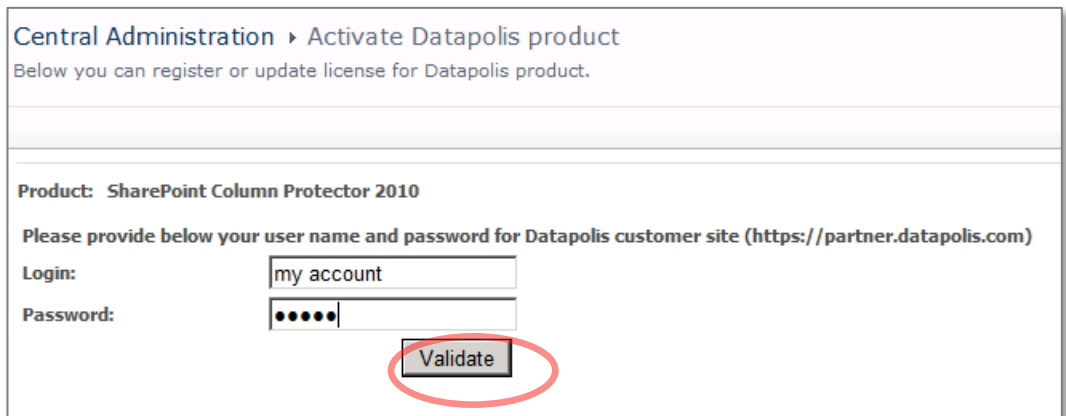 Central Administration ▸ Activate Datapolis product
Below you can register or update license for Datapolis product.
Product: SharePoint Column Protector 2010
Please provide below your user name and password for Datapolis customer site (https://partner.datapolis.com)
Login: my account
Password: ●●●●●
Validate